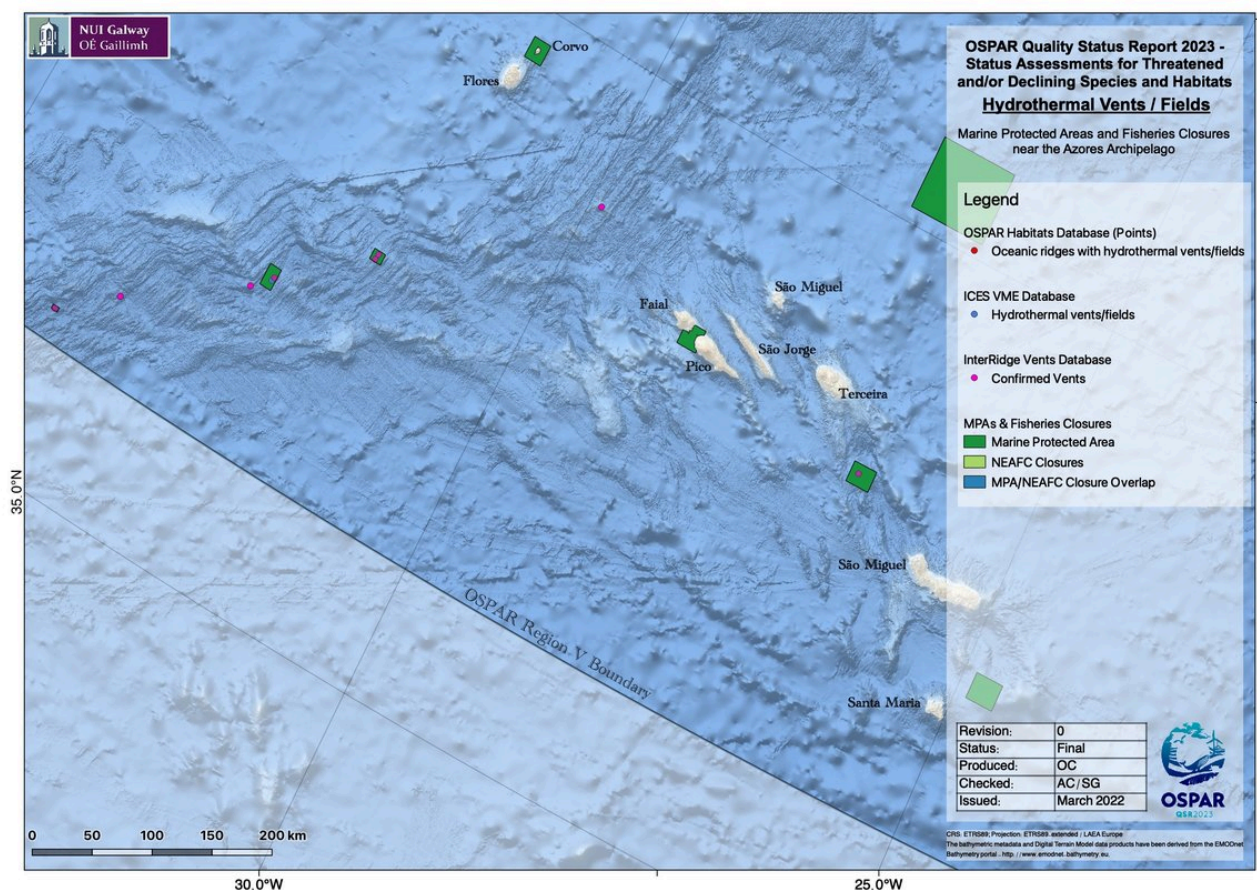 NUI Galway
OÉ Gaillimh
Corvo
Flores
OSPAR Quality Status Report 2023 -
Status Assessments for Threatened
and/or Declining Species and Habitats
Hydrothermal Vents / Fields
Marine Protected Areas and Fisheries Closures
near the Azores Archipelago
Legend
OSPAR Habitats Database (Points)
Oceanic ridges with hydrothermal vents/fields
ICES VME Database
Hydrothermal vents/fields
InterRidge Vents Database
Confirmed Vents
MPAs & Fisheries Closures
Marine Protected Area
NEAFC Closures
MPA/NEAFC Closure Overlap
São Miguel
Faial
São Jorge
Pico
Terceira
35.0°N
São Miguel
OSPAR Region V Boundary
Santa Maria
Revision: 0
Status: Final
Produced: OC
Checked: AC/SG
Issued: March 2022
OSPAR
QSR2023
CRS: ETRS89; Projection: ETRS89-extended / LAEA Europe
The bathymetric metadata and Digital Terrain Model data products have been derived from the EMODnet
Bathymetry portal - http://www.emodnet-bathymetry.eu.
0 50 100 150 200 km
30.0°W
25.0°W